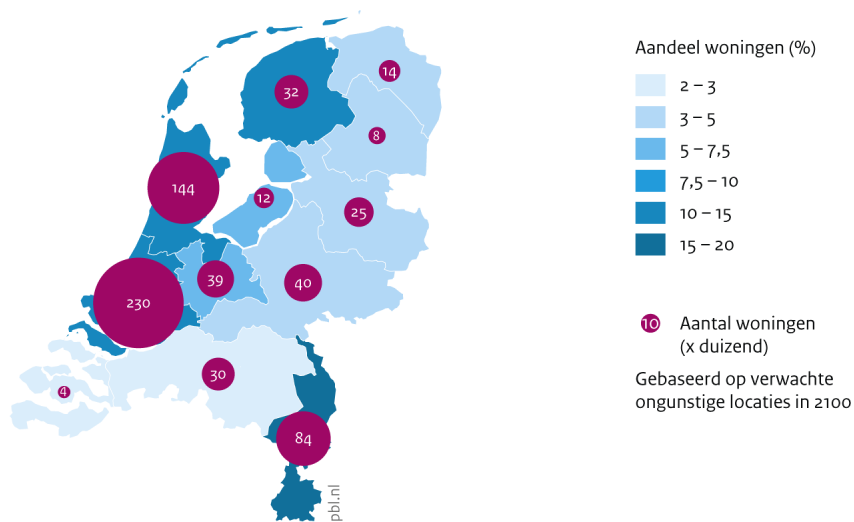 Aandeel woningen (%)
2 – 3
3 – 5
5 – 7,5
7,5 – 10
10 – 15
15 – 20
10 Aantal woningen
(x duizend)
Gebaseerd op verwachte
ongunstige locaties in 2100
14
32
8
144
12
25
39
40
230
30
4
84
pbl.nl